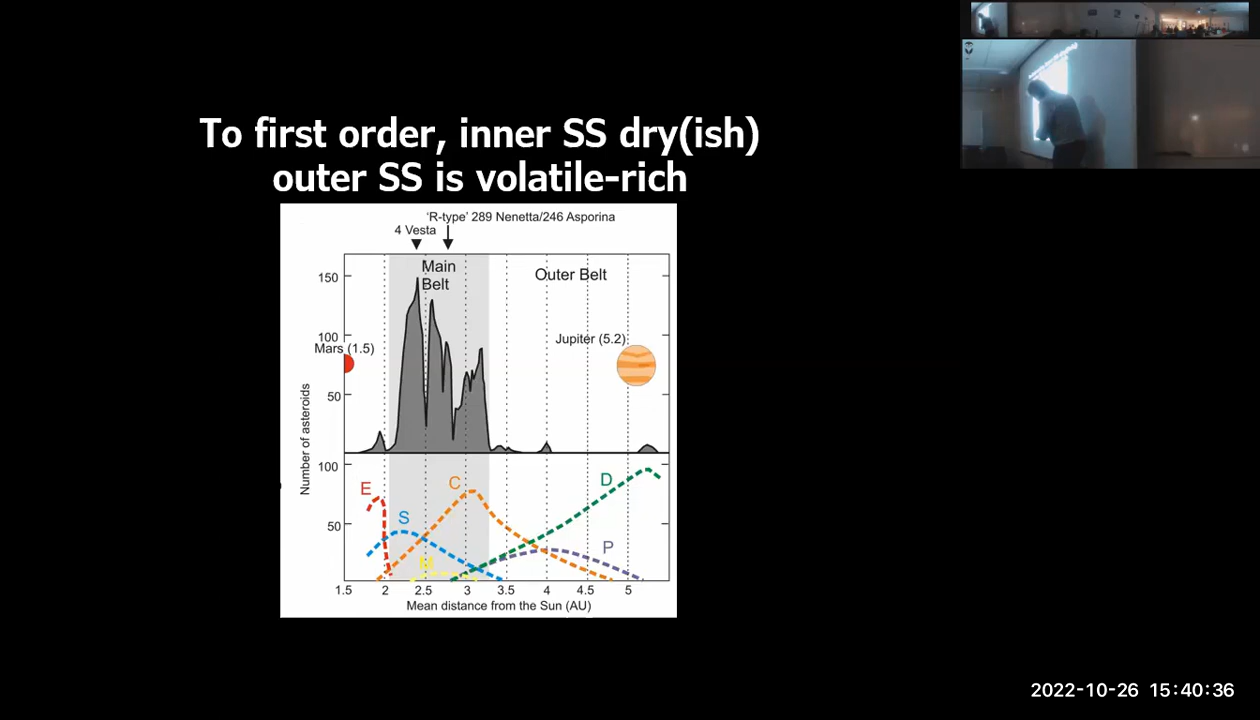 To first order, inner SS dry(ish)
outer SS is volatile-rich
'R-type' 289 Nenetta/246 Asporina
4 Vesta
Main
Belt
Outer Belt
150
100
50
Mars (1.5)
Jupiter (5.2)
Number of asteroids
100
50
E
S
C
M
D
P
1.5 2 2.5 3 3.5 4 4.5 5
Mean distance from the Sun (AU)
2022-10-26 15:40:36